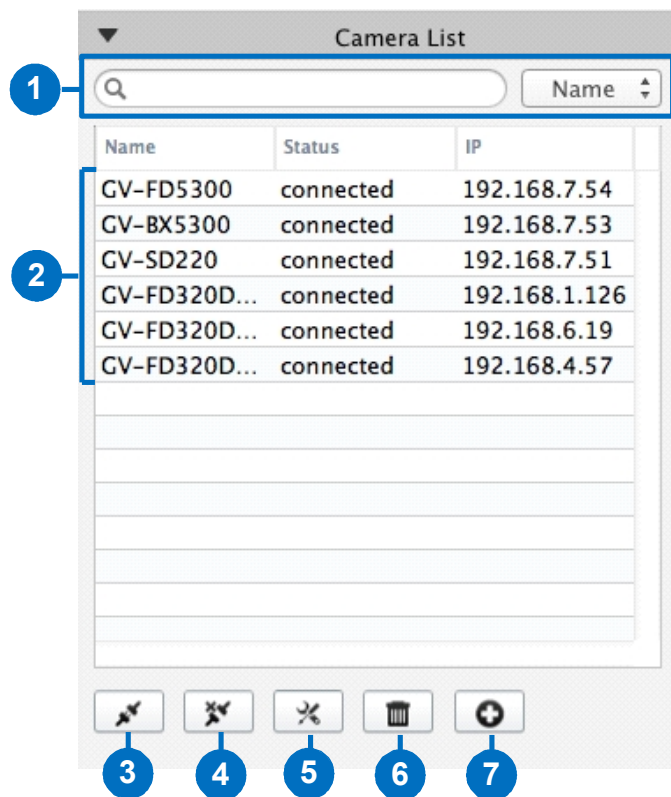 Camera List
1
Name
Name Status IP
GV-FD5300 connected 192.168.7.54
GV-BX5300 connected 192.168.7.53
2
GV-SD220 connected 192.168.7.51
GV-FD320D... connected 192.168.1.126
GV-FD320D... connected 192.168.6.19
GV-FD320D... connected 192.168.4.57
3 4 5 6 7